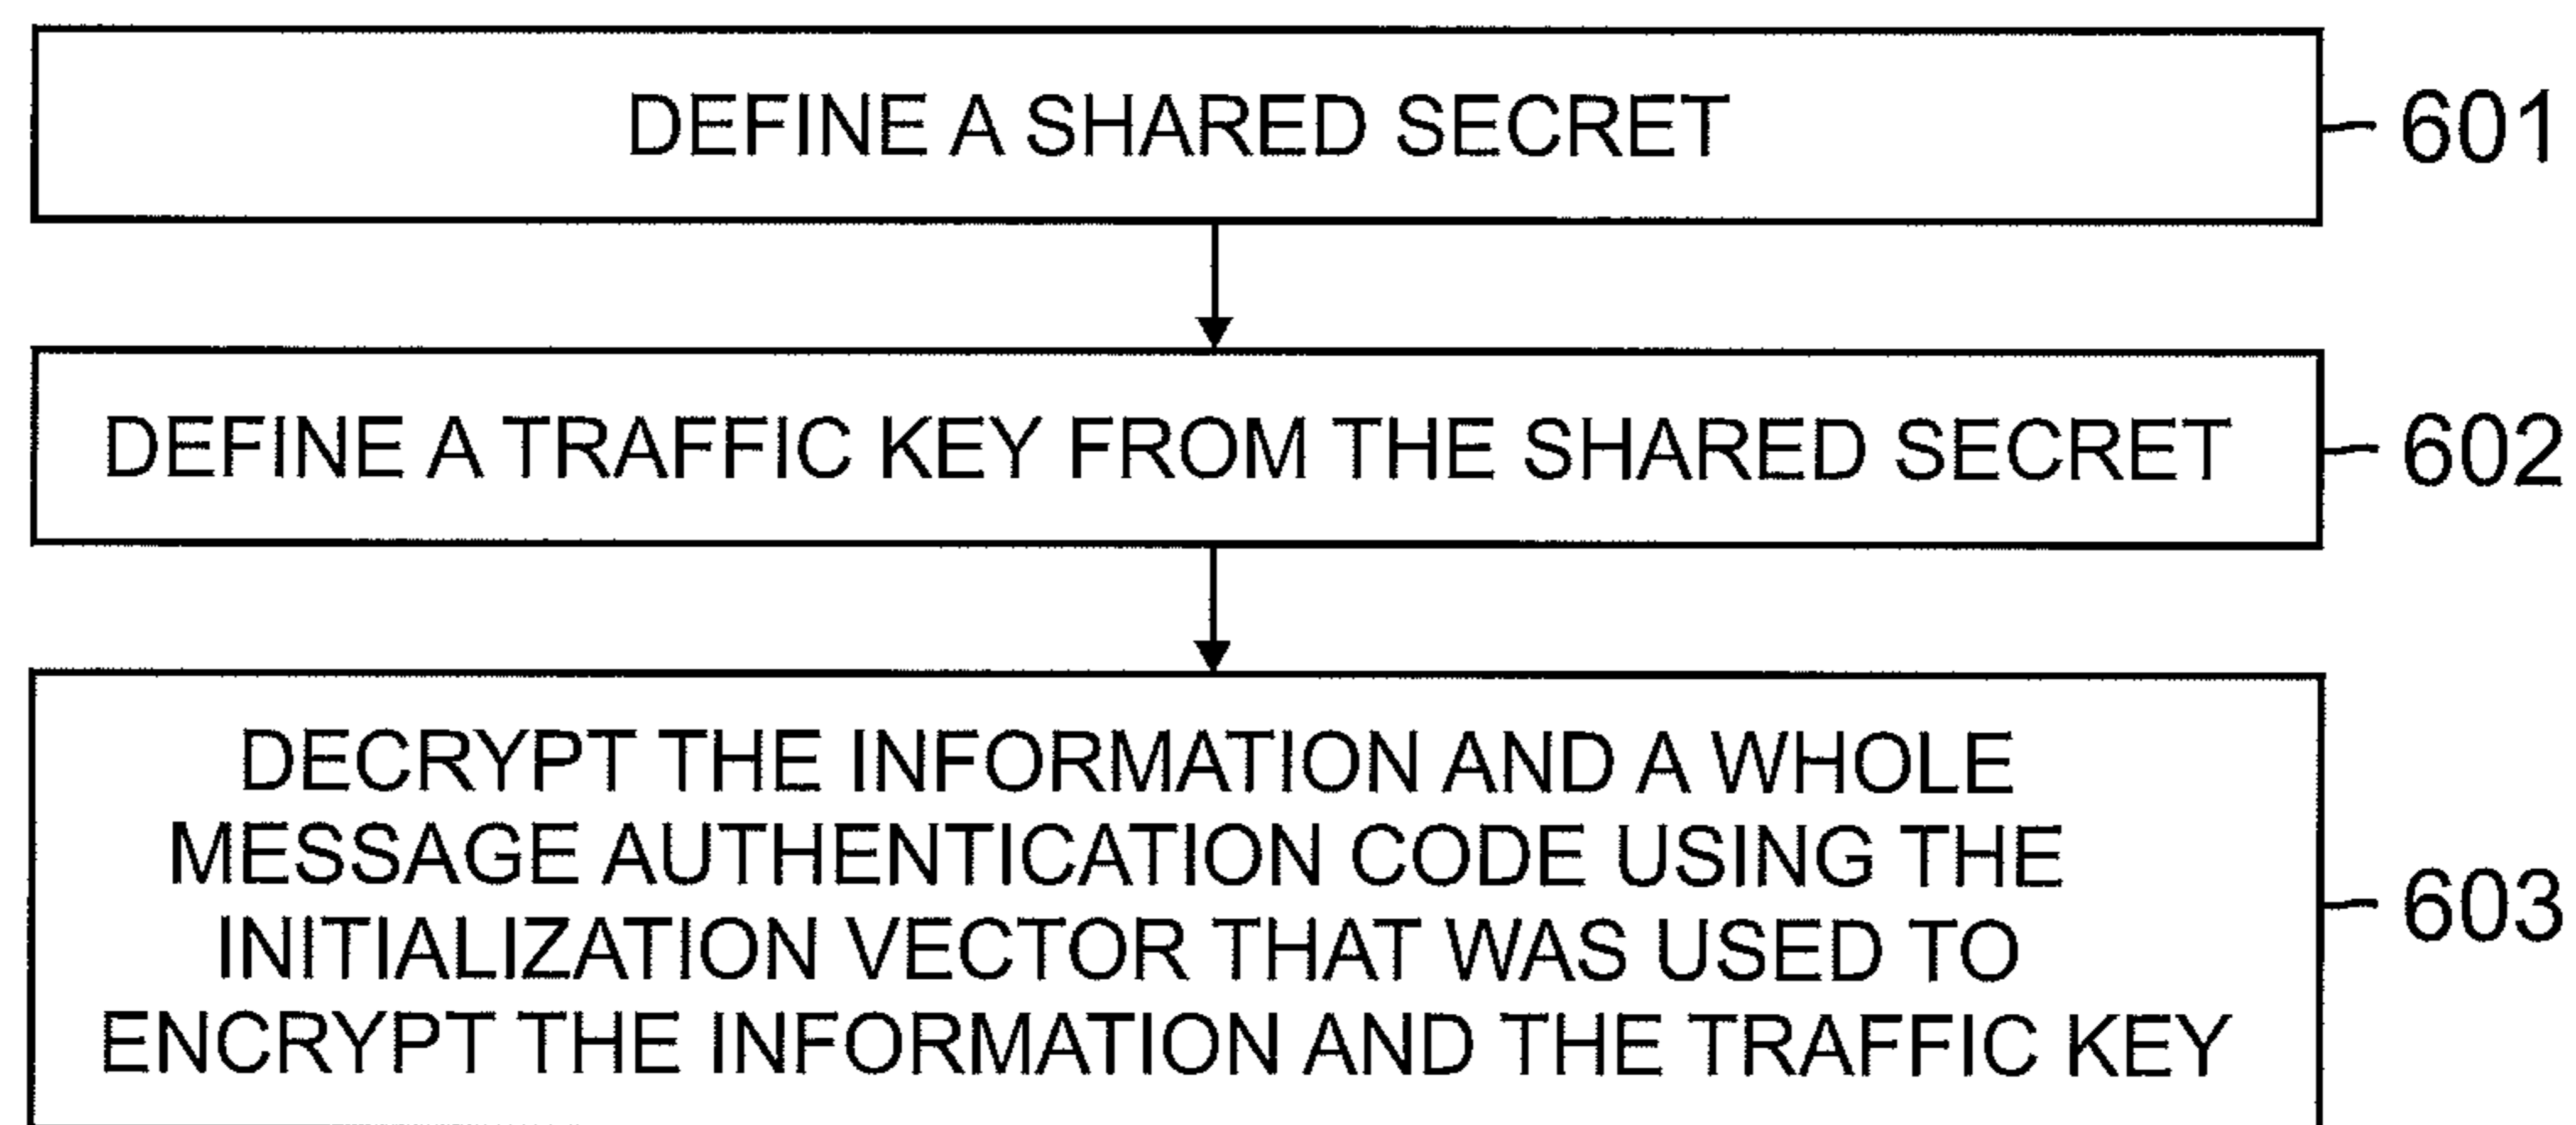 DEFINE A SHARED SECRET
601
DEFINE A TRAFFIC KEY FROM THE SHARED SECRET
602
DECRYPT THE INFORMATION AND A WHOLE
MESSAGE AUTHENTICATION CODE USING THE
INITIALIZATION VECTOR THAT WAS USED TO
ENCRYPT THE INFORMATION AND THE TRAFFIC KEY
603